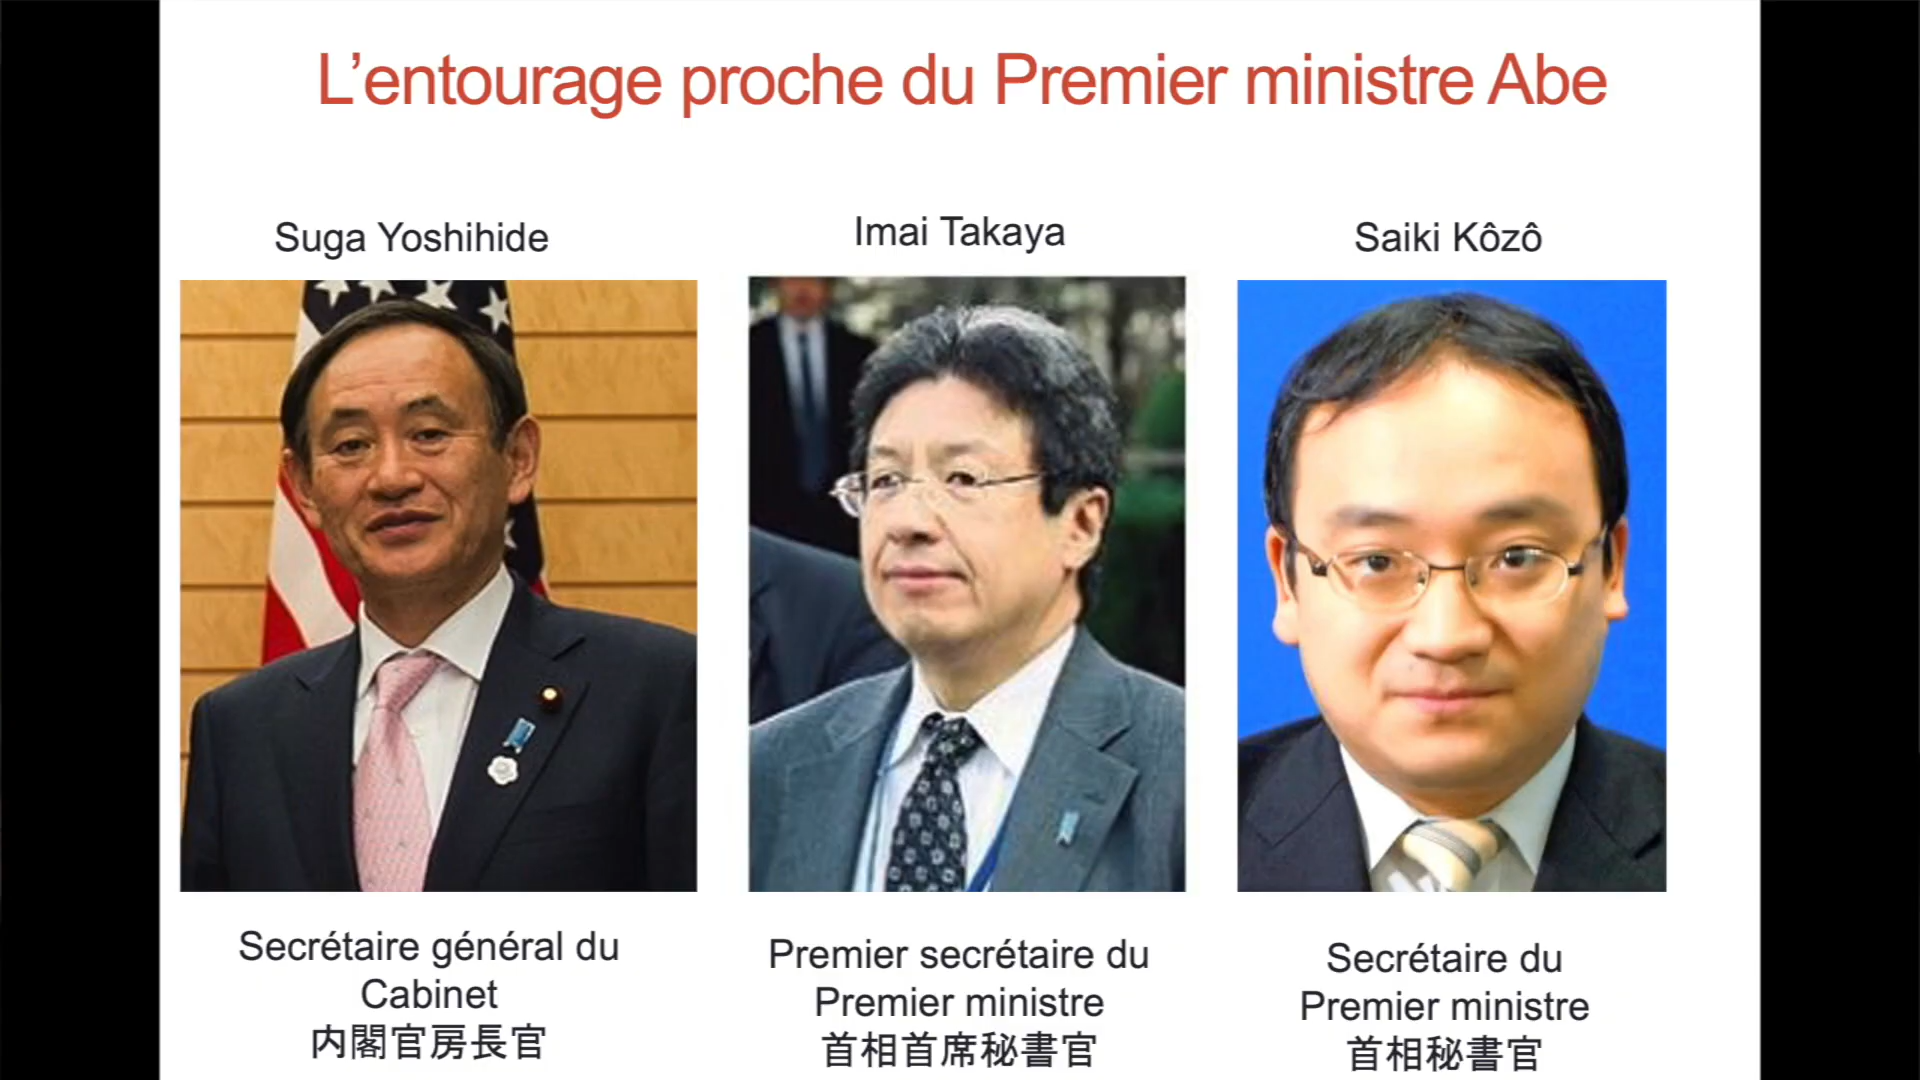 L’entourage proche du Premier ministre Abe
Suga Yoshihide
Imai Takaya
Saiki Kôzô
Secrétaire général du
Cabinet
内閣官房長官
Premier secrétaire du
Premier ministre
首相首席秘書官
Secrétaire du
Premier ministre
首相秘書官